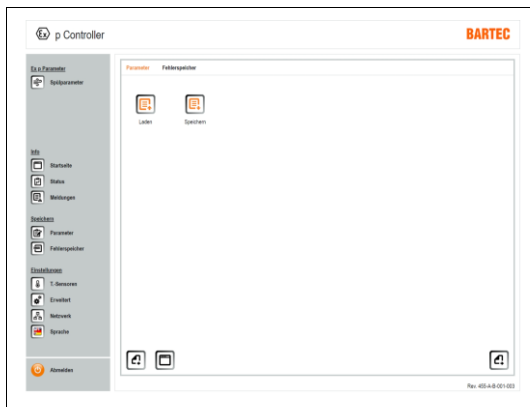 Ex p Controller
BARTEC
Ex p Parameter
Spülparameter
Info
Startseite
Status
Meldungen
Speichern
Parameter
Fehlerspeicher
Einstellungen
T.-Sensoren
Erweitert
Netzwerk
Sprache
Abmelden
Parameter Fehlerspeicher
Laden Speichern
Rev. 400-A-B-001-003